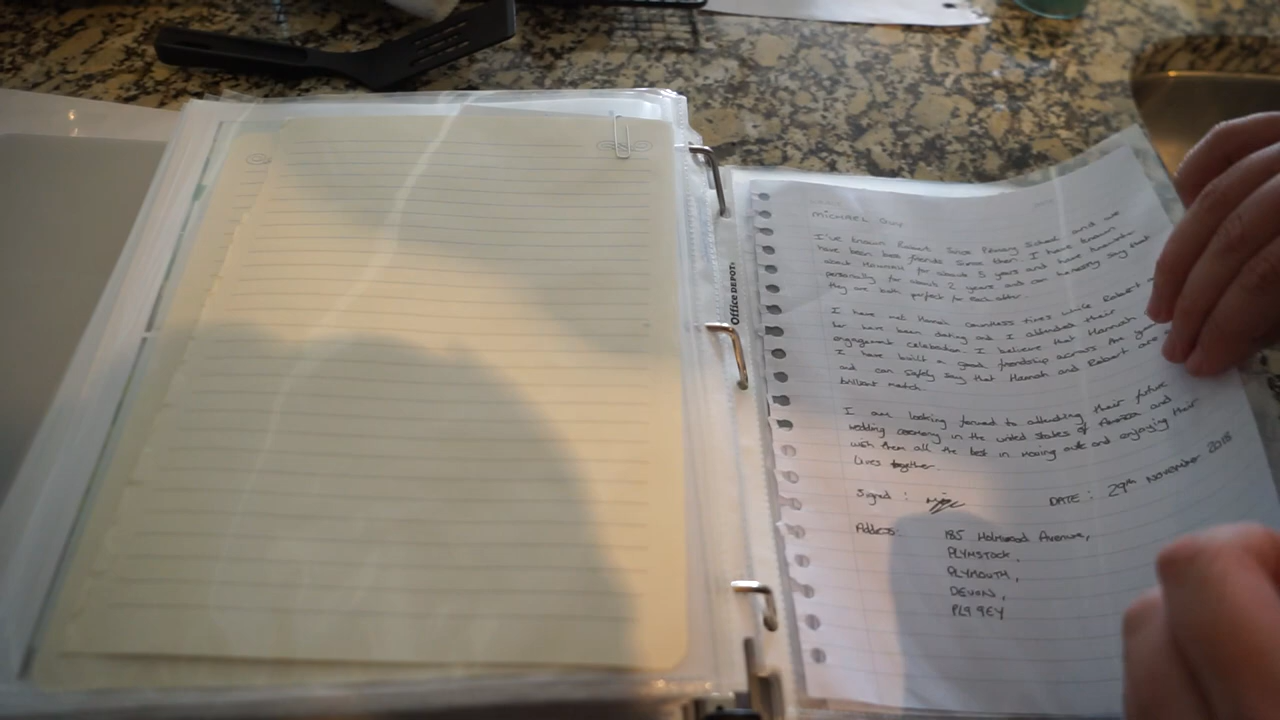 Office DEPOT
MICHAEL GUY
I've known Robert since Primary School and we
have been best friends since then. I have known
about Hannah for about 5 years and have
personally for about 2 years and can honestly say that
they are both perfect for each other.
I have met Hannah countless times while Robert
her have been dating and I attended their
engagement celebration. I believe that Hannah
I have built a good friendship across the
and can safely say that Hannah and Robert are a
brilliant match.
I am looking forward to attending their future
wedding ceremony in the united states of America and
wish them all the best in moving out and enjoying their
lives together.
Signed :
DATE : 29th NOVEMBER 2015
Address: 185 Holmwood Avenue,
PLYMSTOCK,
PLYMOUTH,
DEVON,
PL9 9EY